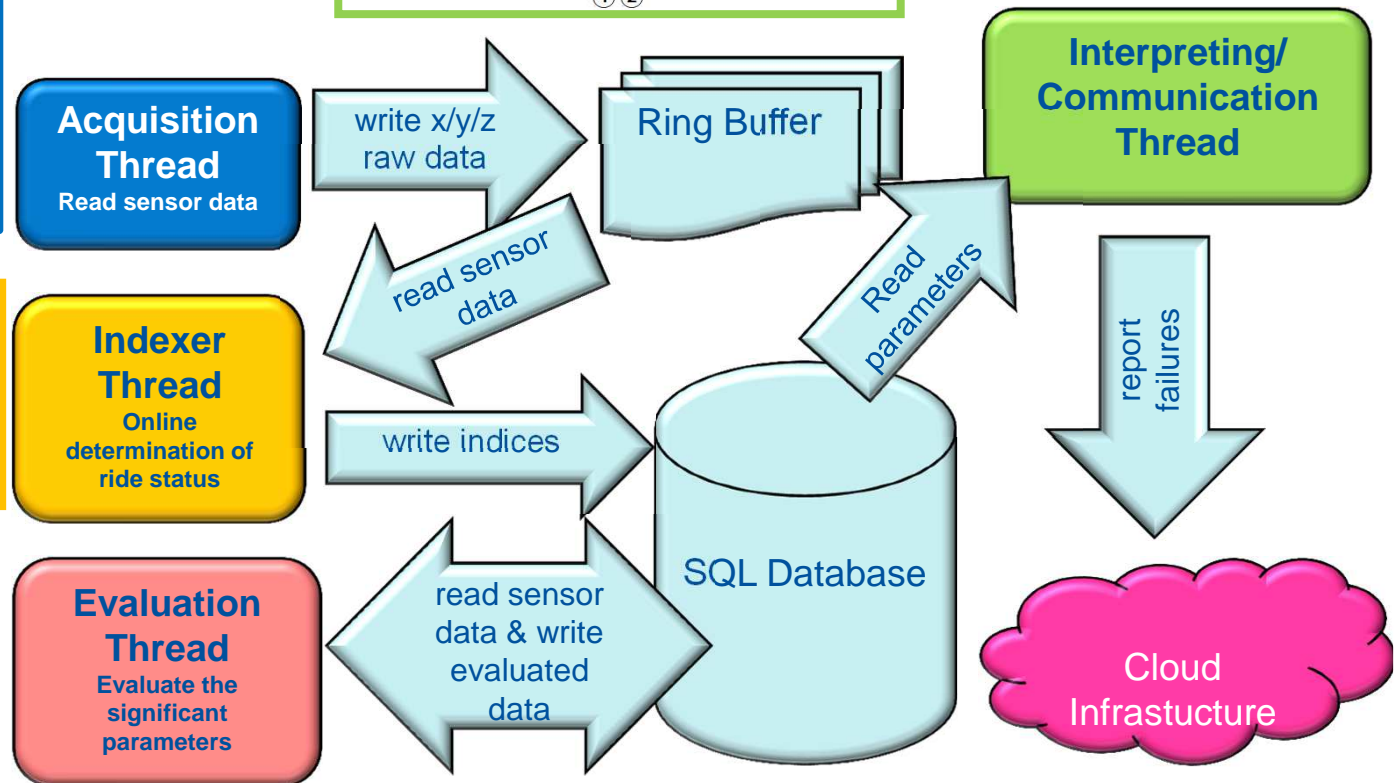 ①②
Acquisition
Thread
Read sensor data
write x/y/z
raw data
Ring Buffer
Interpreting/
Communication
Thread
read sensor
data
Read
parameters
report
failures
Indexer
Thread
Online
determination of
ride status
write indices
SQL Database
Evaluation
Thread
Evaluate the
significant
parameters
read sensor
data & write
evaluated
data
Cloud
Infrastucture